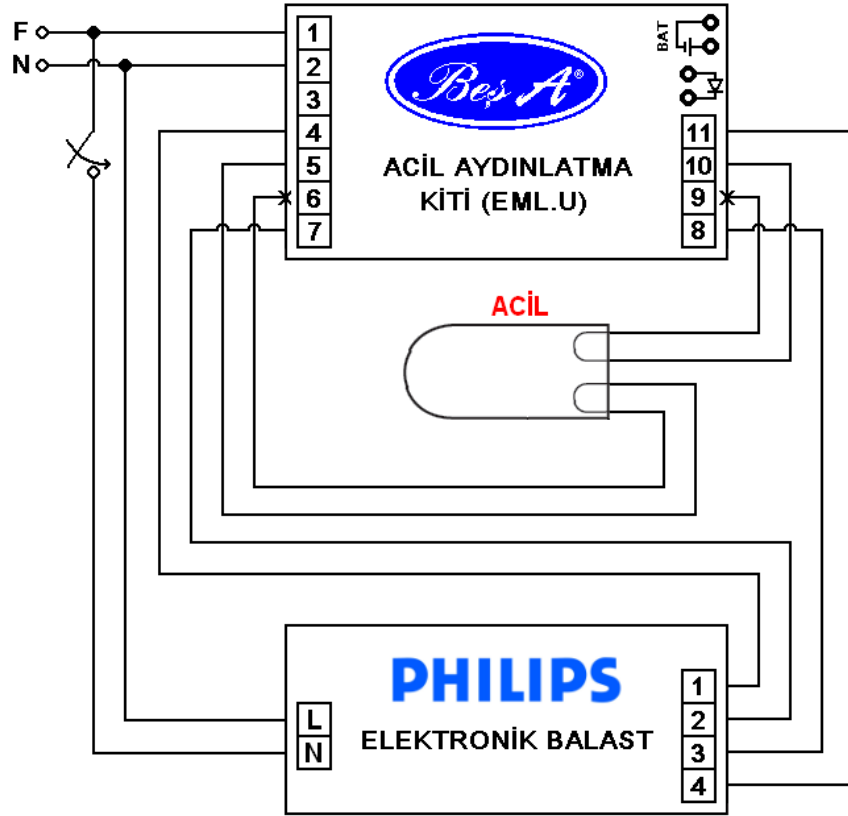 F
N
1
2
3
4
5
6
7
Beş A®
ACİL AYDINLATMA
KİTİ (EML.U)
BAT
11
10
9
8
ACİL
PHILIPS
ELEKTRONİK BALAST
L
N
1
2
3
4